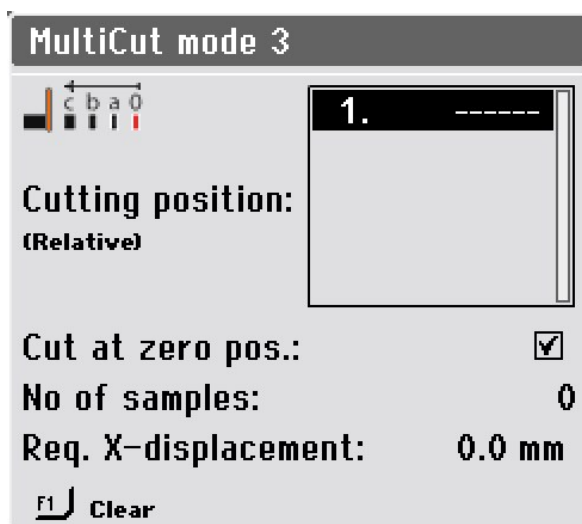 MultiCut mode 3
c b a 0
1. ------
Cutting position:
(Relative)
Cut at zero pos.:
No of samples: 0
Req. X-displacement: 0.0 mm
F1 Clear